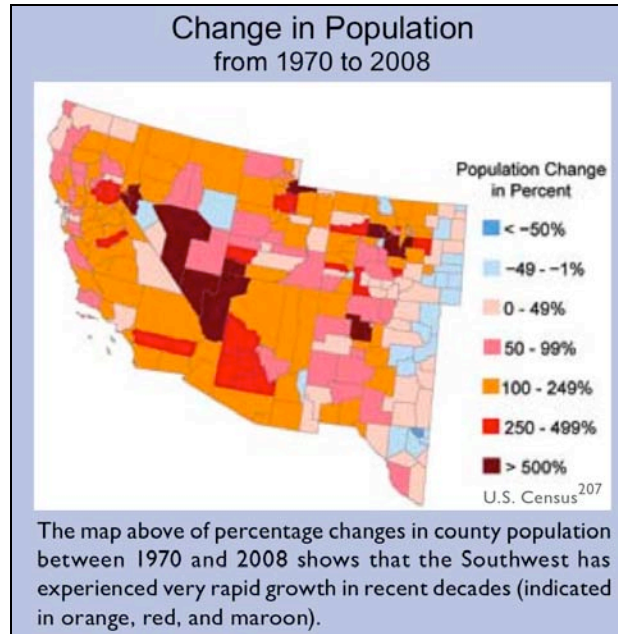 Change in Population
from 1970 to 2008
Population Change
in Percent
< −50%
−49 - −1%
0 - 49%
50 - 99%
100 - 249%
250 - 499%
> 500%
U.S. Census207
The map above of percentage changes in county population
between 1970 and 2008 shows that the Southwest has
experienced very rapid growth in recent decades (indicated
in orange, red, and maroon).